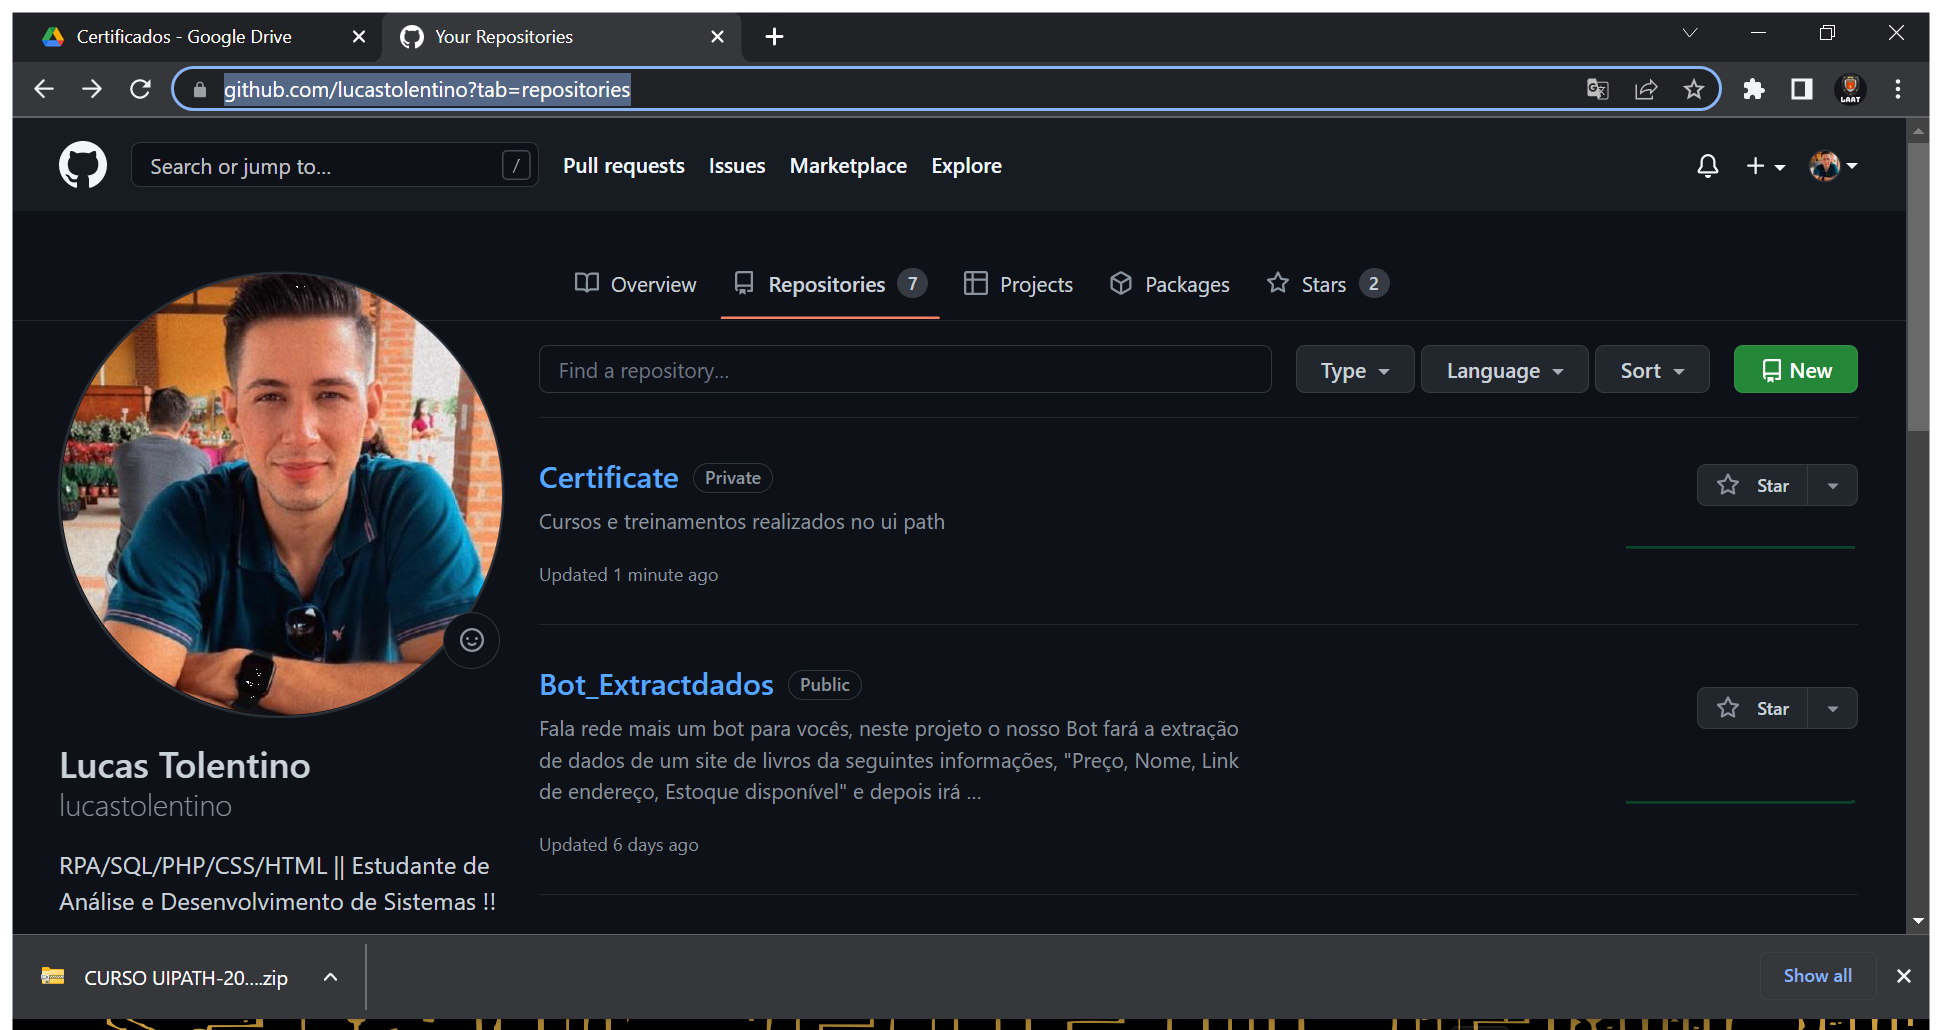 Certificados - Google Drive
Your Repositories
github.com/lucastolentino?tab=repositories
LAAT
Search or jump to...
/
Pull requests
Issues
Marketplace
Explore
Overview
Repositories 7
Projects
Packages
Stars 2
Find a repository...
Type
Language
Sort
New
Certificate Private
Star
Cursos e treinamentos realizados no ui path
Updated 1 minute ago
Bot_Extractdados Public
Star
Fala rede mais um bot para vocês, neste projeto o nosso Bot fará a extração
de dados de um site de livros da seguintes informações, "Preço, Nome, Link
de endereço, Estoque disponível" e depois irá ...
Updated 6 days ago
Lucas Tolentino
lucastolentino
RPA/SQL/PHP/CSS/HTML || Estudante de
Análise e Desenvolvimento de Sistemas !!
CURSO UIPATH-20....zip
Show all